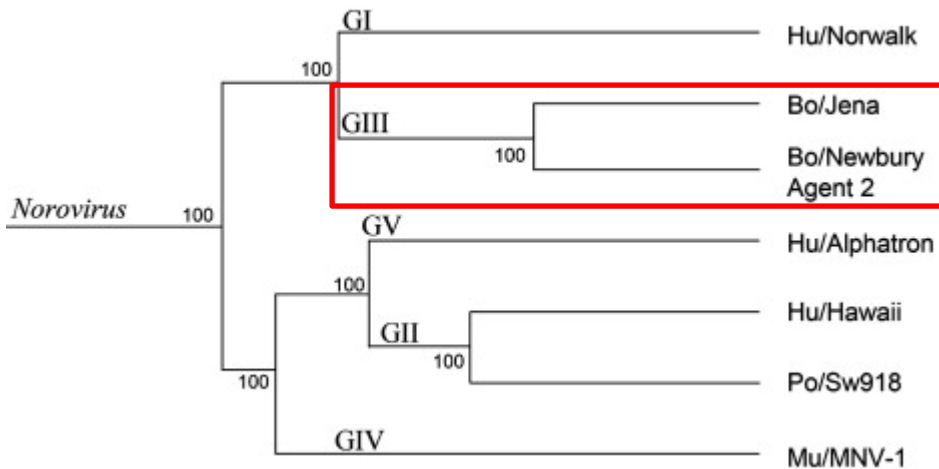 GI
Hu/Norwalk
100
Bo/Jena
GIII
100
Bo/Newbury
Agent 2
Norovirus
100
GV
Hu/Alphatron
100
Hu/Hawaii
GII
100
100
Po/Sw918
GIV
Mu/MNV-1